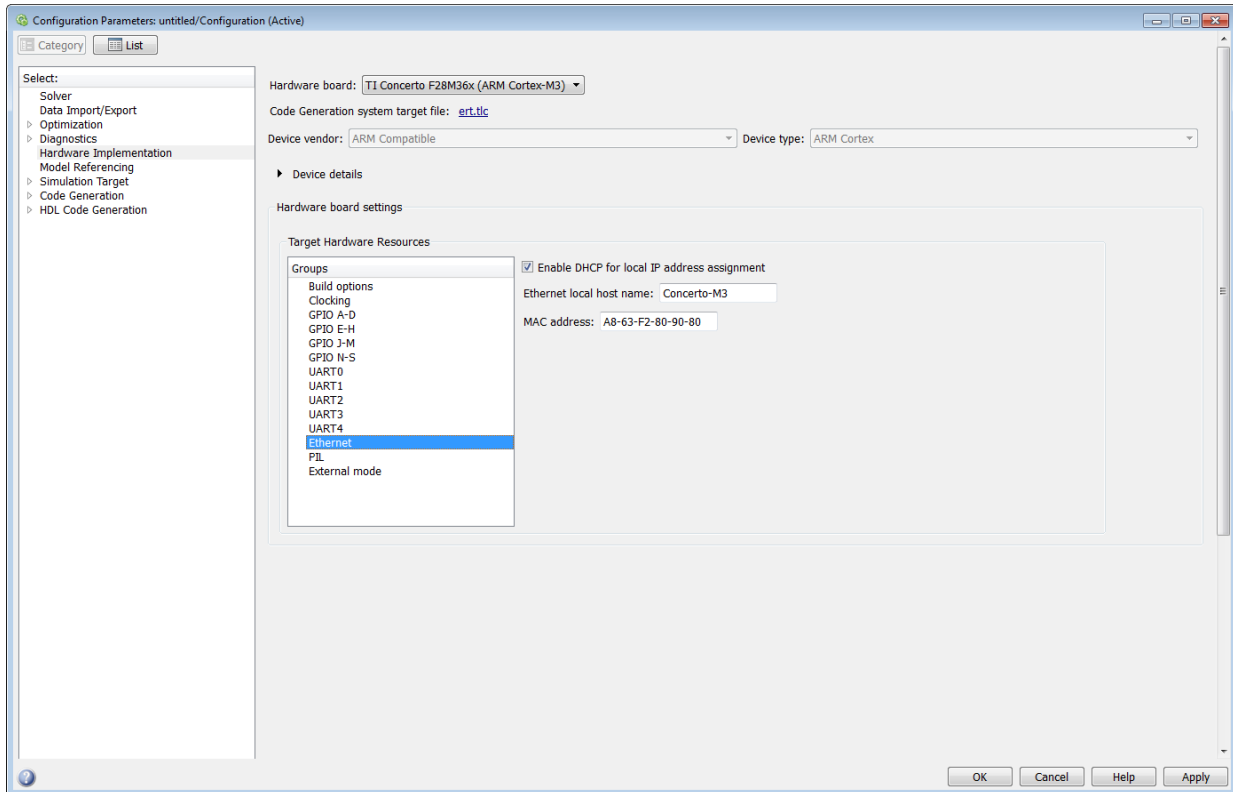 Configuration Parameters: untitled/Configuration (Active)
Category
List
Select:
Solver
Data Import/Export
Optimization
Diagnostics
Hardware Implementation
Model Referencing
Simulation Target
Code Generation
HDL Code Generation
Hardware board: TI Concerto F28M36x (ARM Cortex-M3)
Code Generation system target file: ert.tlc
Device vendor: ARM Compatible Device type: ARM Cortex
Device details
Hardware board settings
Target Hardware Resources
Groups
Build options
Clocking
GPIO A-D
GPIO E-H
GPIO J-M
GPIO N-S
UART0
UART1
UART2
UART3
UART4
Ethernet
PIL
External mode
Enable DHCP for local IP address assignment
Ethernet local host name: Concerto-M3
MAC address: A8-63-F2-80-90-80
OK Cancel Help Apply